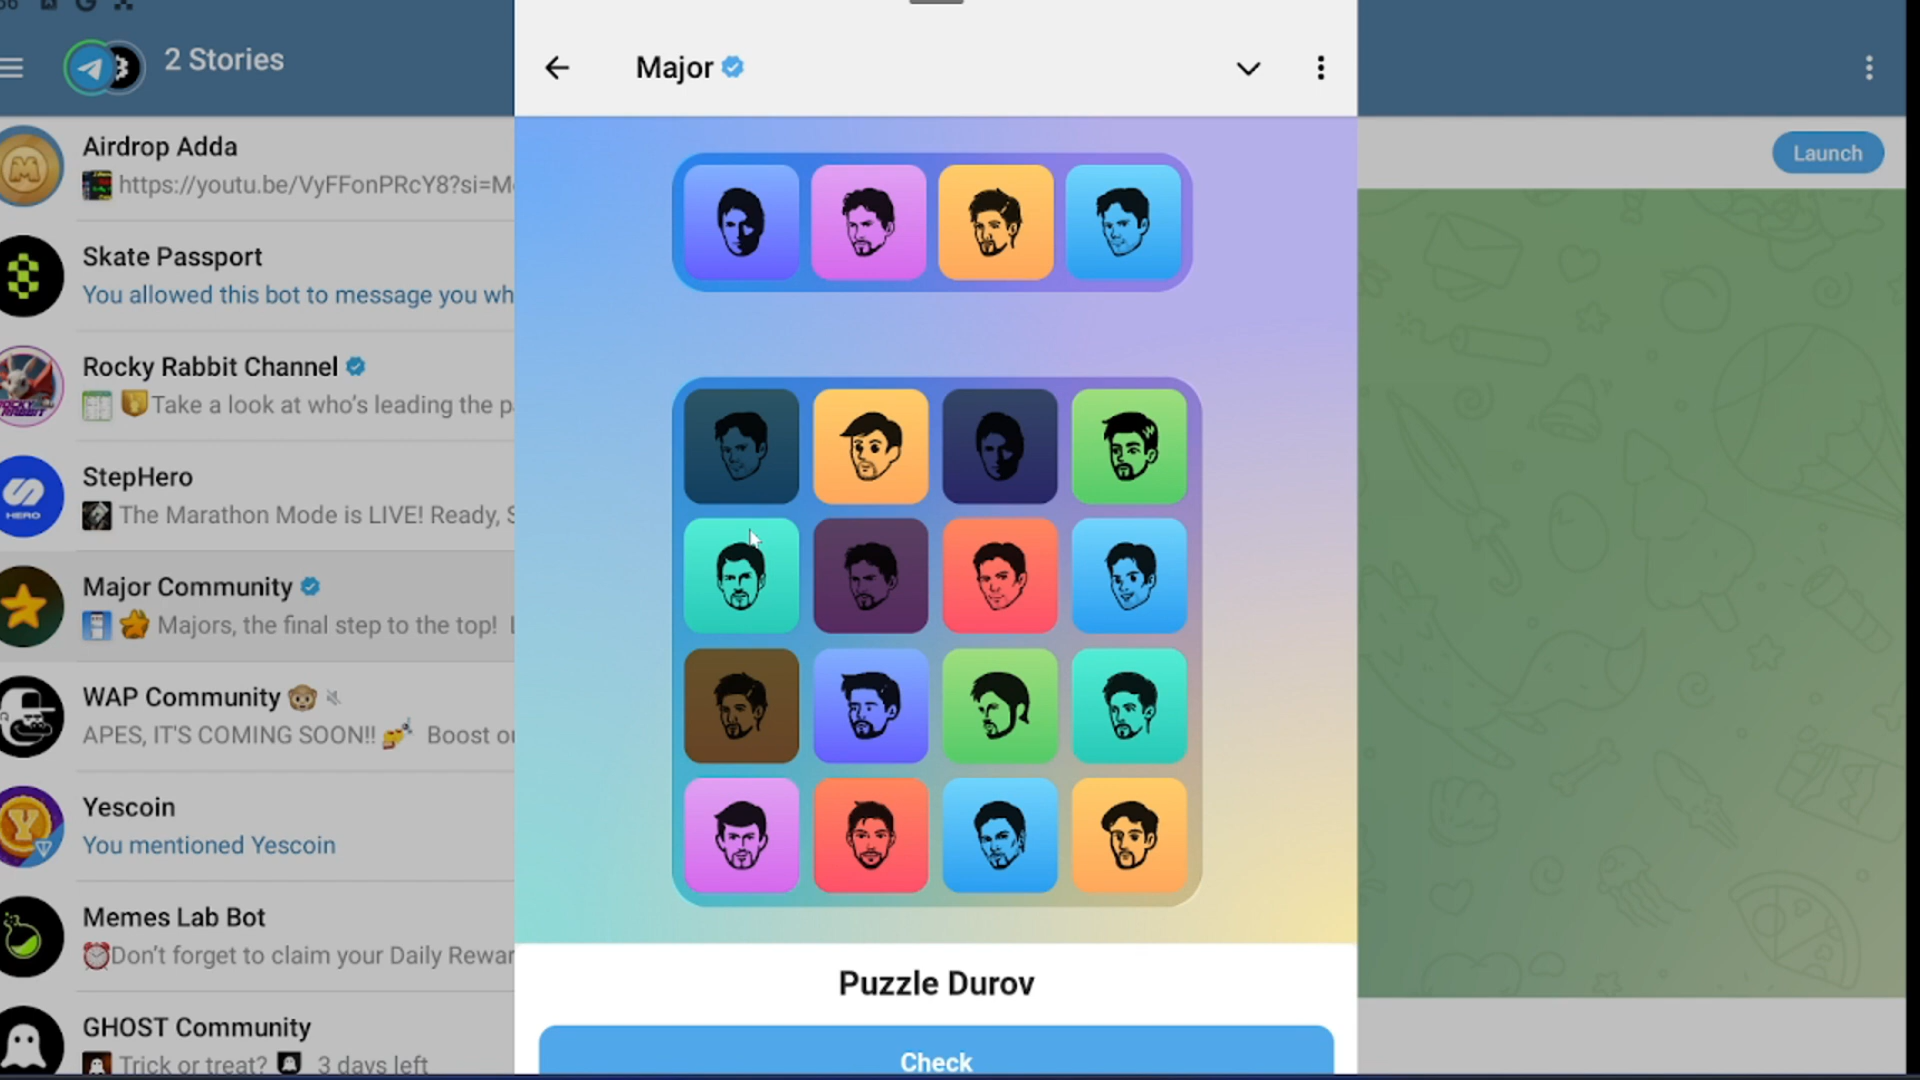 2 Stories
Major
Launch
Airdrop Adda
https://youtu.be/VyFFonPRcY8?si=M
Skate Passport
You allowed this bot to message you wh
Rocky Rabbit Channel
Take a look at who's leading the p
StepHero
HERO
The Marathon Mode is LIVE! Ready, S
Major Community
Majors, the final step to the top! L
WAP Community
APES, IT'S COMING SOON!! Boost o
Yescoin
You mentioned Yescoin
Memes Lab Bot
Don't forget to claim your Daily Rewar
GHOST Community
Trick or treat? 3 days left
Puzzle Durov
Check